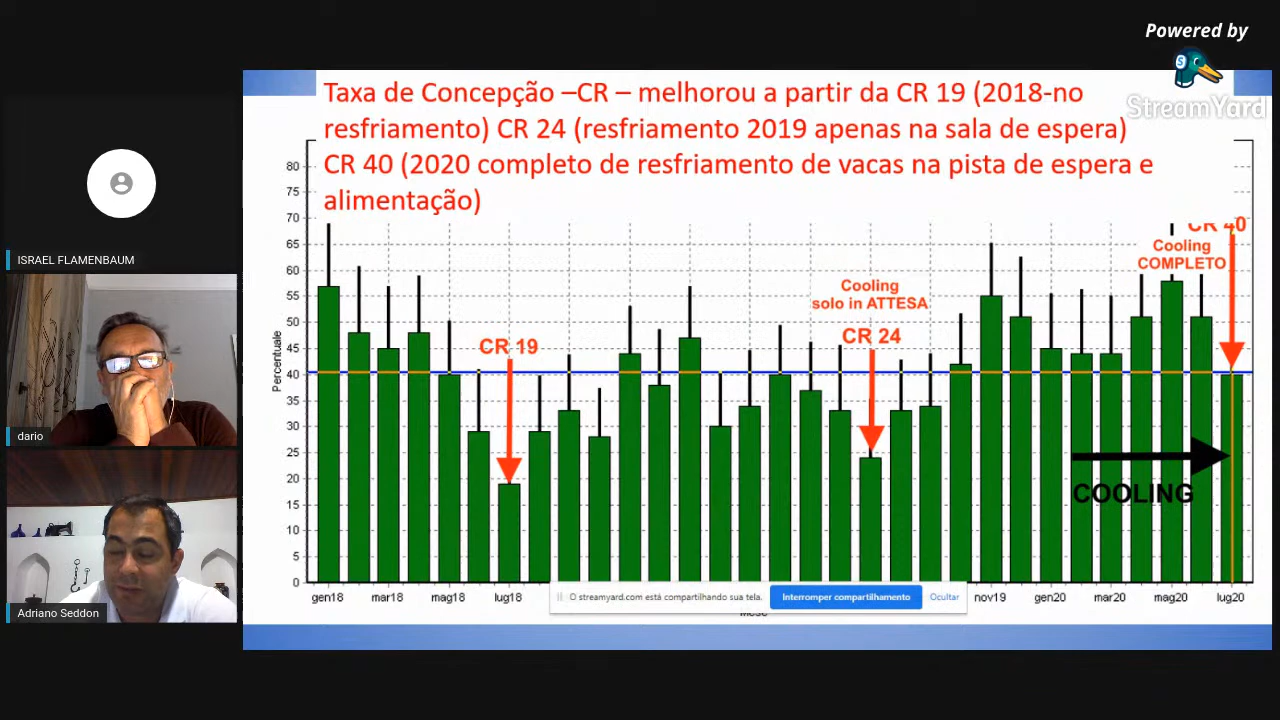 Powered by
StreamYard
Taxa de Concepção –CR – melhorou a partir da CR 19 (2018-no
resfriamento) CR 24 (resfriamento 2019 apenas na sala de espera)
CR 40 (2020 completo de resfriamento de vacas na pista de espera e
alimentação)
80
75
70
65
60
55
50
45
40
35
30
25
20
15
10
5
0
Percentuale
CR 19
Cooling
solo in ATTESA
CR 24
CR 40
Cooling
COMPLETO
COOLING
gen18
mar18
mag18
lug18
nov19
gen20
mar20
mag20
lug20
O streamyard.com está compartilhando sua tela.
Interromper compartilhamento
Ocultar
ISRAEL FLAMENBAUM
dario
Adriano Seddon